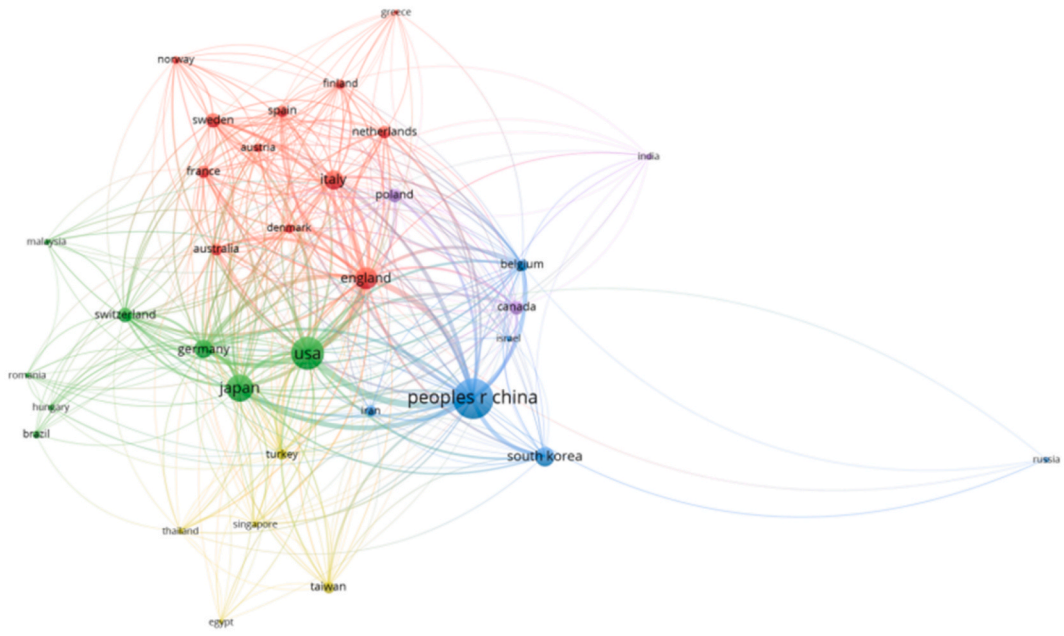 greece
norway
finland
spain
sweden
netherlands
austria
india
france
italy
poland
denmark
malaysia
australia
belgium
england
canada
switzerland
israel
germany
usa
romania
japan
peoples r china
hungary
iran
brazil
turkey
south korea
russia
singapore
thailand
taiwan
egypt